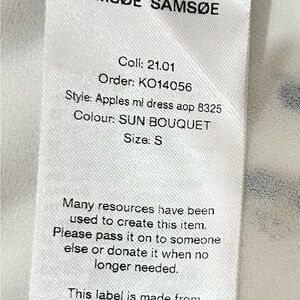 MSØE SAMSØE
Coli: 21.01
Order: KO14056
Style: Apples ml dress aop 8325
Colour: SUN BOUQUET
Size: S
Many resources have been
used to create this item.
Please pass it on to someone
else or donate it when no
longer needed.
This label is made from